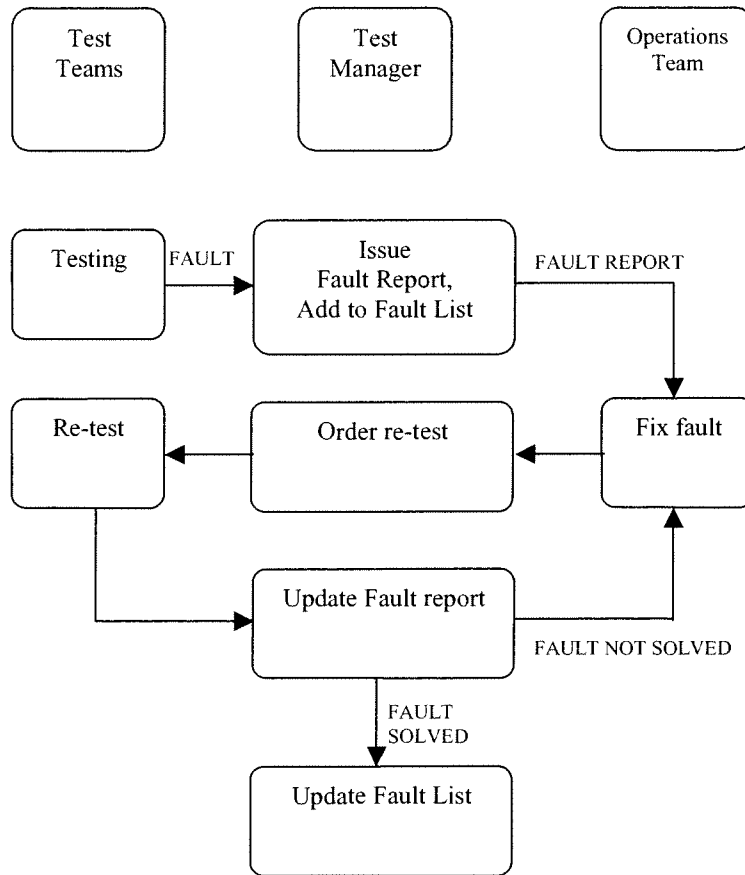 Test
Teams
Test
Manager
Operations
Team
Testing
FAULT
Issue
Fault Report,
Add to Fault List
FAULT REPORT
Re-test
Order re-test
Fix fault
Update Fault report
FAULT NOT SOLVED
FAULT
SOLVED
Update Fault List